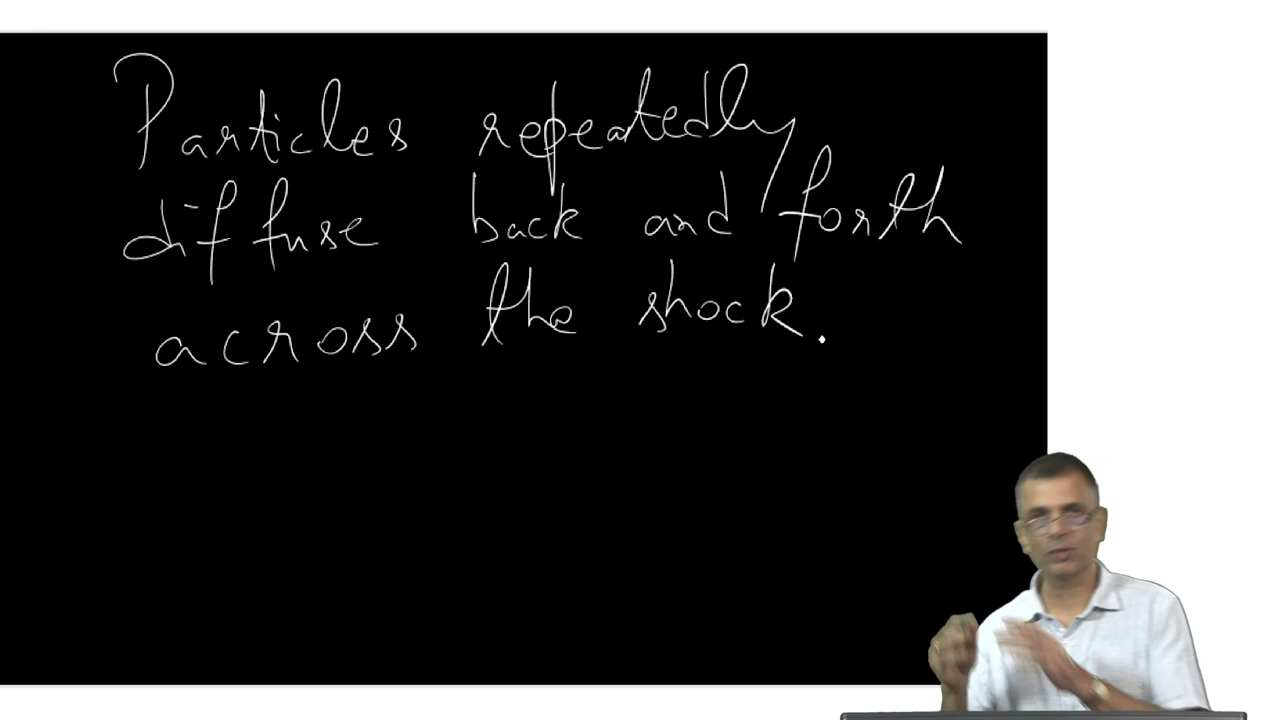 Particles repeatedly
diffuse back and forth
across the shock.